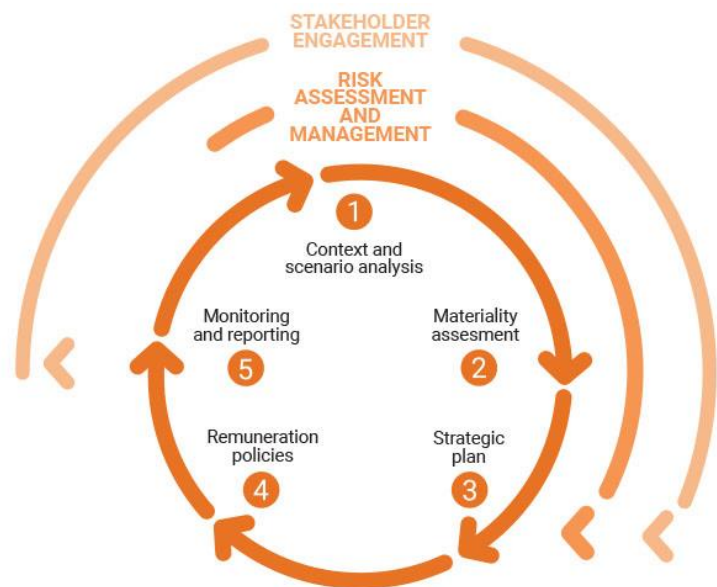 STAKEHOLDER
ENGAGEMENT
RISK
ASSESSMENT
AND
MANAGEMENT
1
Context and
scenario analysis
Materiality
assesment
2
Strategic
plan
3
Remuneration
policies
4
Monitoring
and reporting
5